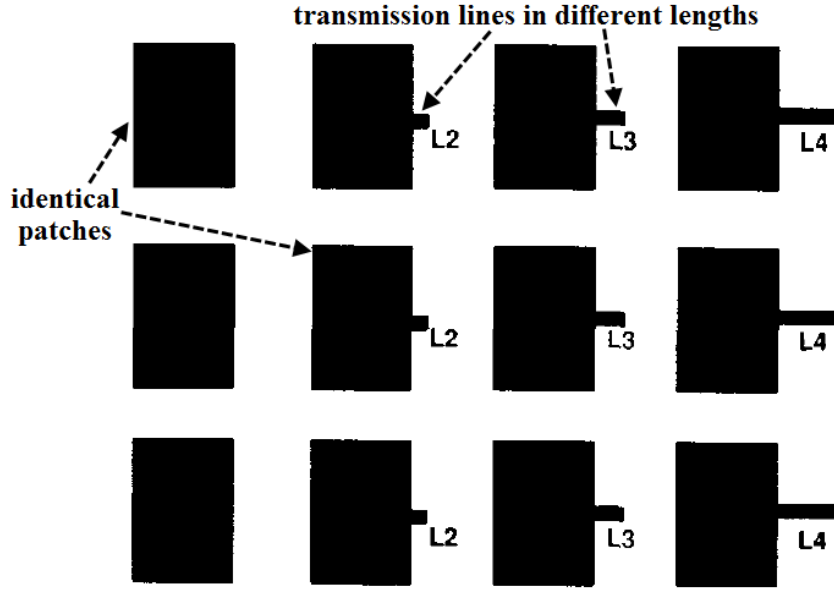 transmission lines in different lengths
L2
L3
L4
identical
patches
L2
L3
L4
L2
L3
L4